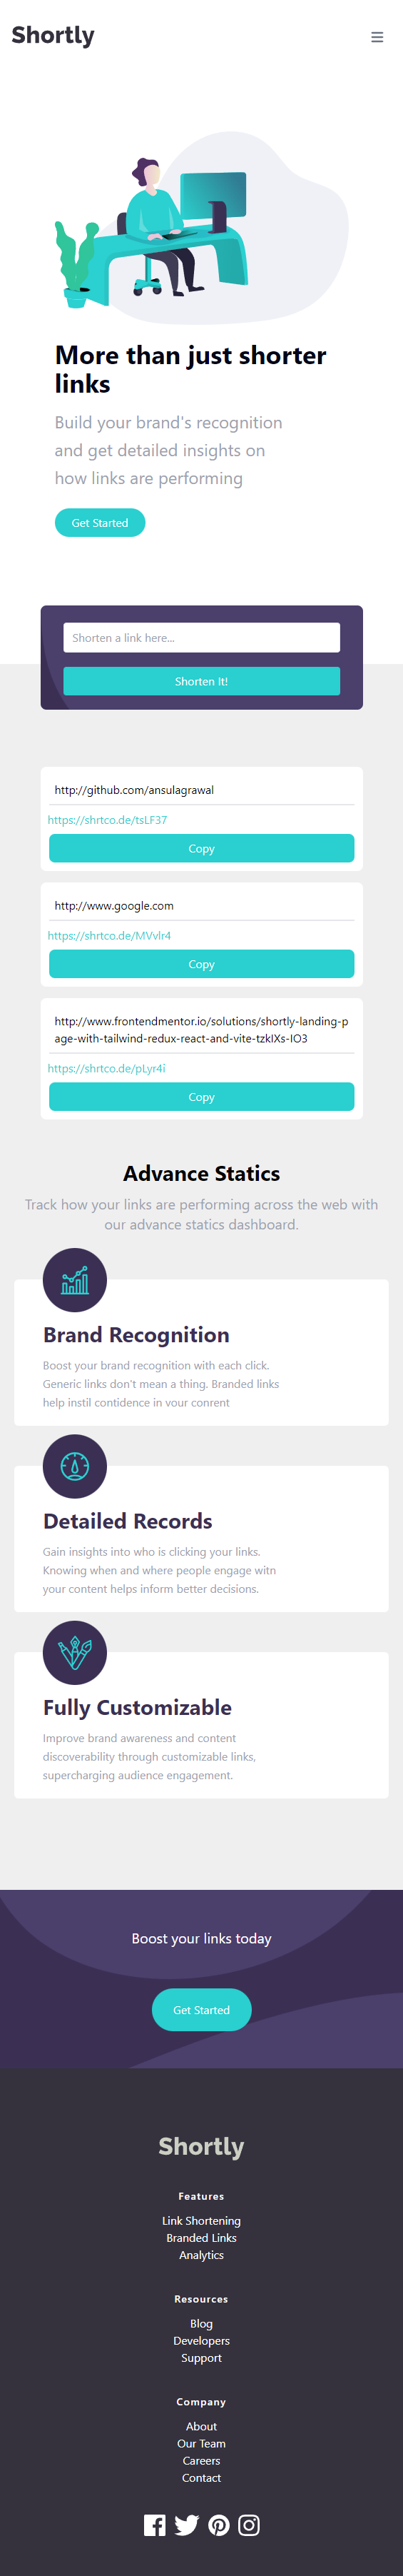 Shortly
More than just shorter
links
Build your brand's recognition
and get detailed insights on
how links are performing
Get Started
Shorten a link here...
Shorten It!
http://github.com/ansulagrawal
https://shrtco.de/tsLF37
Copy
http://www.google.com
https://shrtco.de/MVvlr4
Copy
http://www.frontendmentor.io/solutions/shortly-landing-p
age-with-tailwind-redux-react-and-vite-tzkIXs-IO3
https://shrtco.de/pLyr4i
Copy
Advance Statics
Track how your links are performing across the web with
our advance statics dashboard.
Brand Recognition
Boost your brand recognition with each click.
Generic links don't mean a thing. Branded links
help instil contidence in vour conrent
Detailed Records
Gain insights into who is clicking your links.
Knowing when and where people engage witn
your content helps inform better decisions.
Fully Customizable
Improve brand awareness and content
discoverability through customizable links,
supercharging audience engagement.
Boost your links today
Get Started
Shortly
Features
Link Shortening
Branded Links
Analytics
Resources
Blog
Developers
Support
Company
About
Our Team
Careers
Contact